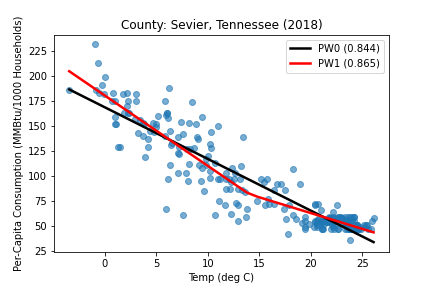 County: Sevier, Tennessee (2018)
PW0 (0.844)
PW1 (0.865)
Per-Capita Consumption (MMBtu/1000 Households)
225
200
175
150
125
100
75
50
25
0 5 10 15 20 25
Temp (deg C)